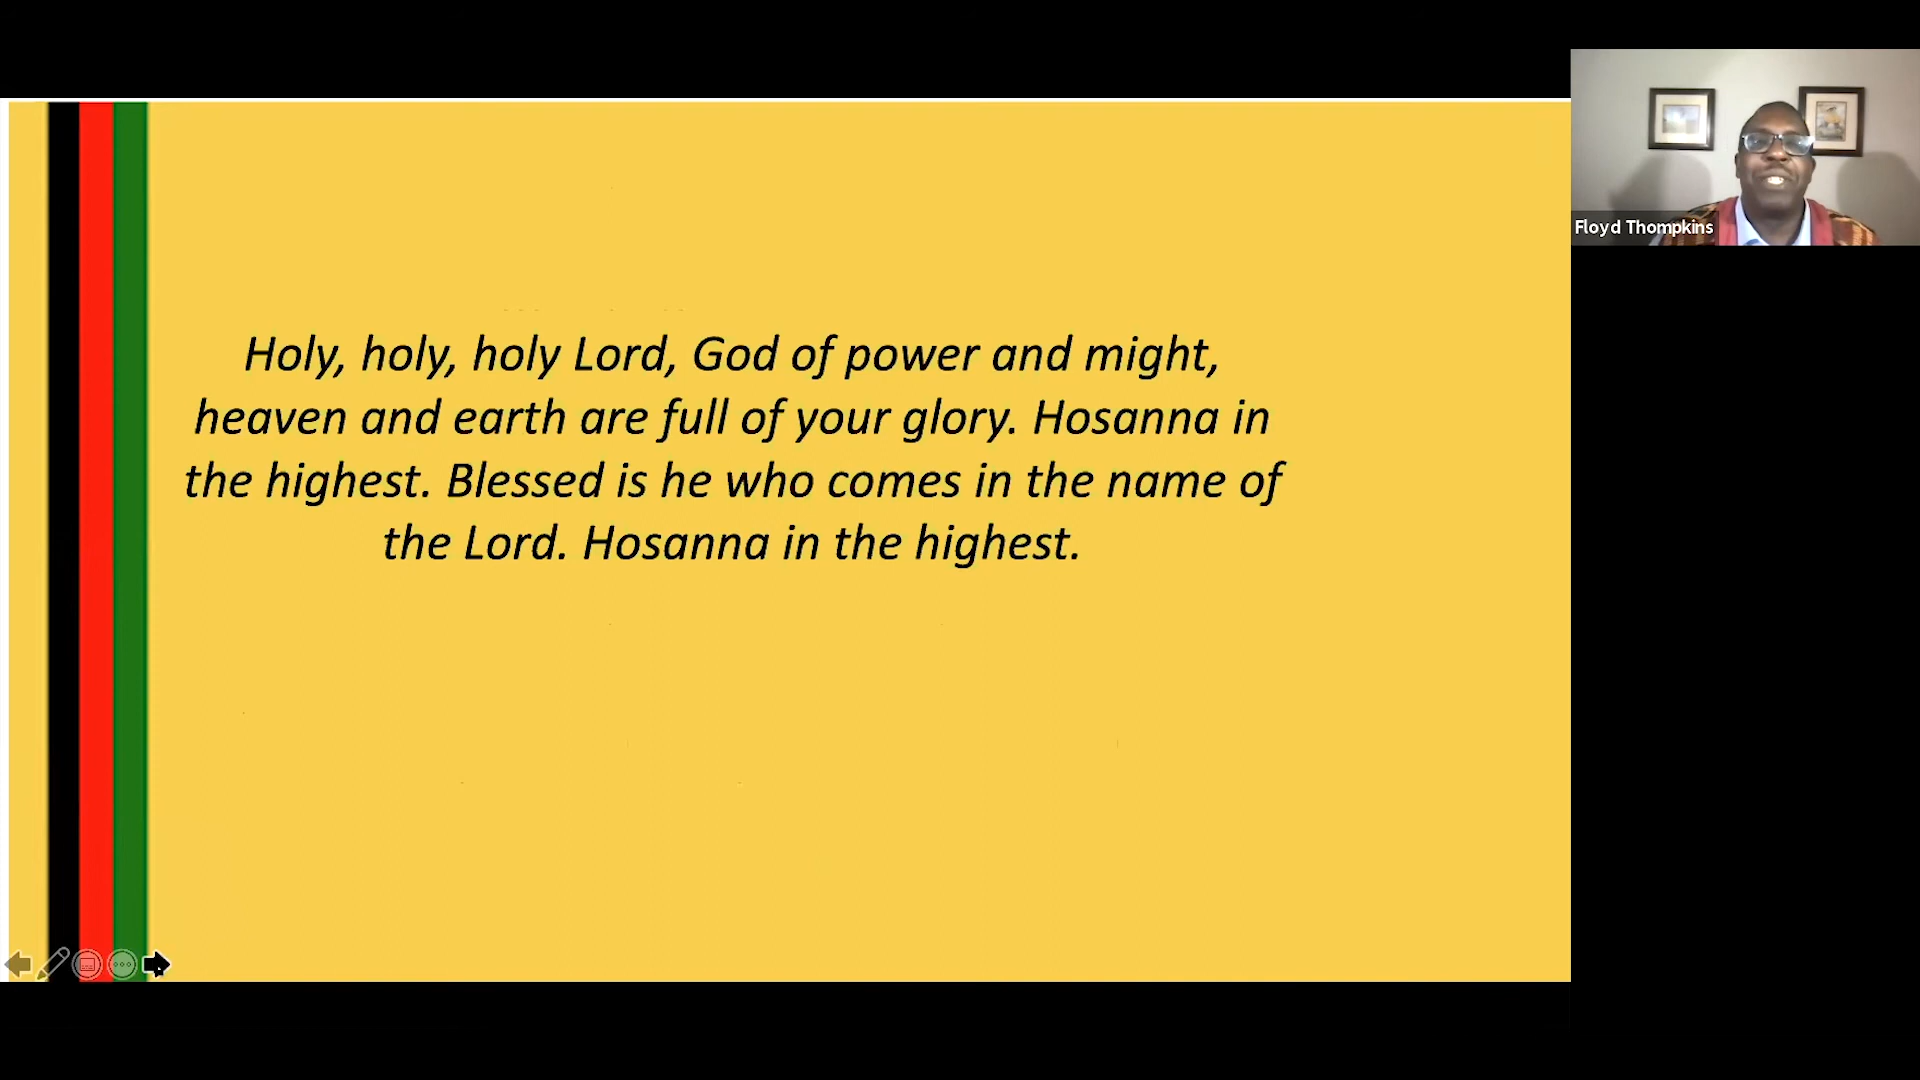 Holy, holy, holy Lord, God of power and might,
heaven and earth are full of your glory. Hosanna in
the highest. Blessed is he who comes in the name of
the Lord. Hosanna in the highest.
Floyd Thompkins